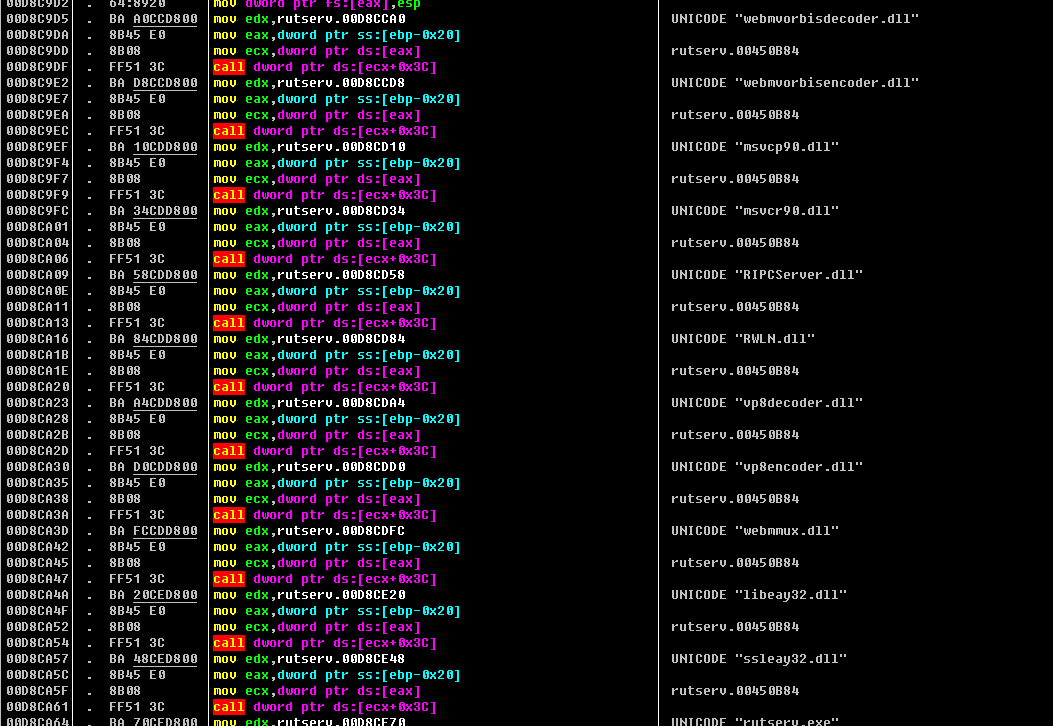 00D8C9D2 . 64:8920 mov dword ptr fs:[eax],esp
00D8C9D5 . BA A0CCD800 mov edx,rutserv.00D8CCA0 UNICODE "webmvorbisdecoder.dll"
00D8C9DA . 8B45 E0 mov eax,dword ptr ss:[ebp-0x20]
00D8C9DD . 8B08 mov ecx,dword ptr ds:[eax] rutserv.00450B84
00D8C9DF . FF51 3C call dword ptr ds:[ecx+0x3C]
00D8C9E2 . BA D8CCD800 mov edx,rutserv.00D8CCD8 UNICODE "webmvorbisencoder.dll"
00D8C9E7 . 8B45 E0 mov eax,dword ptr ss:[ebp-0x20]
00D8C9EA . 8B08 mov ecx,dword ptr ds:[eax] rutserv.00450B84
00D8C9EC . FF51 3C call dword ptr ds:[ecx+0x3C]
00D8C9EF . BA 10CDD800 mov edx,rutserv.00D8CD10 UNICODE "msvcp90.dll"
00D8C9F4 . 8B45 E0 mov eax,dword ptr ss:[ebp-0x20]
00D8C9F7 . 8B08 mov ecx,dword ptr ds:[eax] rutserv.00450B84
00D8C9F9 . FF51 3C call dword ptr ds:[ecx+0x3C]
00D8C9FC . BA 34CDD800 mov edx,rutserv.00D8CD34 UNICODE "msvcr90.dll"
00D8CA01 . 8B45 E0 mov eax,dword ptr ss:[ebp-0x20]
00D8CA04 . 8B08 mov ecx,dword ptr ds:[eax] rutserv.00450B84
00D8CA06 . FF51 3C call dword ptr ds:[ecx+0x3C]
00D8CA09 . BA 58CDD800 mov edx,rutserv.00D8CD58 UNICODE "RIPCServer.dll"
00D8CA0E . 8B45 E0 mov eax,dword ptr ss:[ebp-0x20]
00D8CA11 . 8B08 mov ecx,dword ptr ds:[eax] rutserv.00450B84
00D8CA13 . FF51 3C call dword ptr ds:[ecx+0x3C]
00D8CA16 . BA 84CDD800 mov edx,rutserv.00D8CD84 UNICODE "RWLN.dll"
00D8CA1B . 8B45 E0 mov eax,dword ptr ss:[ebp-0x20]
00D8CA1E . 8B08 mov ecx,dword ptr ds:[eax] rutserv.00450B84
00D8CA20 . FF51 3C call dword ptr ds:[ecx+0x3C]
00D8CA23 . BA A4CDD800 mov edx,rutserv.00D8CDA4 UNICODE "vp8decoder.dll"
00D8CA28 . 8B45 E0 mov eax,dword ptr ss:[ebp-0x20]
00D8CA2B . 8B08 mov ecx,dword ptr ds:[eax] rutserv.00450B84
00D8CA2D . FF51 3C call dword ptr ds:[ecx+0x3C]
00D8CA30 . BA D0CDD800 mov edx,rutserv.00D8CDD0 UNICODE "vp8encoder.dll"
00D8CA35 . 8B45 E0 mov eax,dword ptr ss:[ebp-0x20]
00D8CA38 . 8B08 mov ecx,dword ptr ds:[eax] rutserv.00450B84
00D8CA3A . FF51 3C call dword ptr ds:[ecx+0x3C]
00D8CA3D . BA FCCDD800 mov edx,rutserv.00D8CDFC UNICODE "webmmux.dll"
00D8CA42 . 8B45 E0 mov eax,dword ptr ss:[ebp-0x20]
00D8CA45 . 8B08 mov ecx,dword ptr ds:[eax] rutserv.00450B84
00D8CA47 . FF51 3C call dword ptr ds:[ecx+0x3C]
00D8CA4A . BA 20CED800 mov edx,rutserv.00D8CE20 UNICODE "libeay32.dll"
00D8CA4F . 8B45 E0 mov eax,dword ptr ss:[ebp-0x20]
00D8CA52 . 8B08 mov ecx,dword ptr ds:[eax] rutserv.00450B84
00D8CA54 . FF51 3C call dword ptr ds:[ecx+0x3C]
00D8CA57 . BA 48CED800 mov edx,rutserv.00D8CE48 UNICODE "ssleay32.dll"
00D8CA5C . 8B45 E0 mov eax,dword ptr ss:[ebp-0x20]
00D8CA5F . 8B08 mov ecx,dword ptr ds:[eax] rutserv.00450B84
00D8CA61 . FF51 3C call dword ptr ds:[ecx+0x3C]
00D8CA64 . BA 70CED800 mov edx,rutserv.00D8CE70 UNICODE "rutserv.exe"